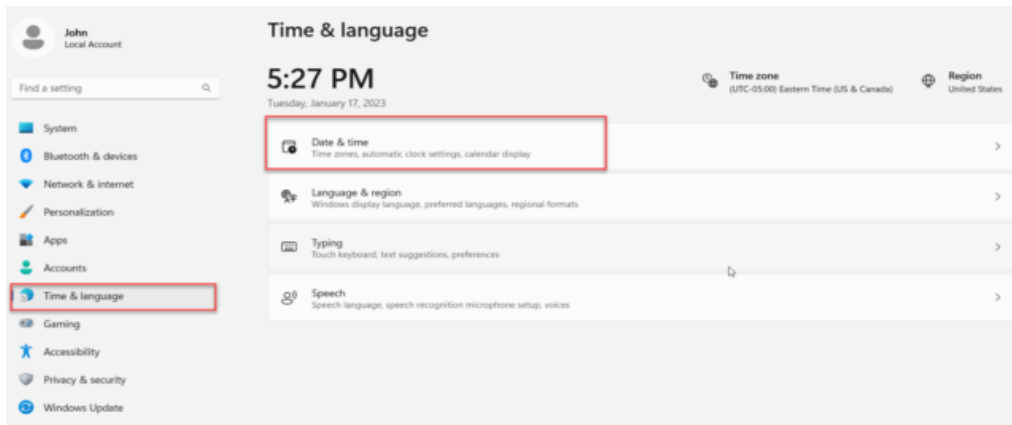 John
Local Account
Find a setting
System
Bluetooth & devices
Network & internet
Personalization
Apps
Accounts
Time & language
Gaming
Accessibility
Privacy & security
Windows Update
Time & language
5:27 PM
Tuesday, January 17, 2023
Time zone
(UTC-05:00) Eastern Time (US & Canada)
Region
United States
Date & time
Time zones, automatic clock settings, calendar display
Language & region
Windows display language, preferred languages, regional formats
Typing
Touch keyboard, text suggestions, preferences
Speech
Speech language, speech recognition microphone setup, voices